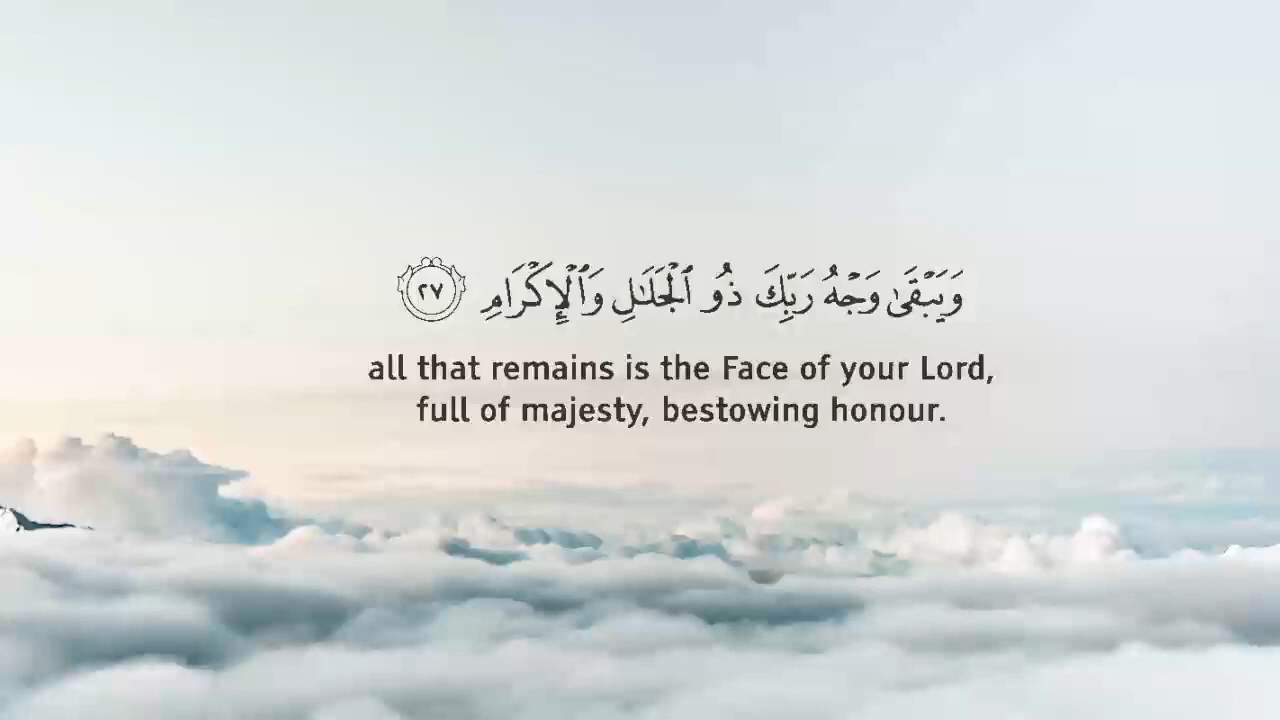 وَيَبْقَىٰ وَجْهُ رَبِّكَ ذُو ٱلْجَلَـٰلِ وَٱلْإِكْرَامِ ٢٧
all that remains is the Face of your Lord,
full of majesty, bestowing honour.